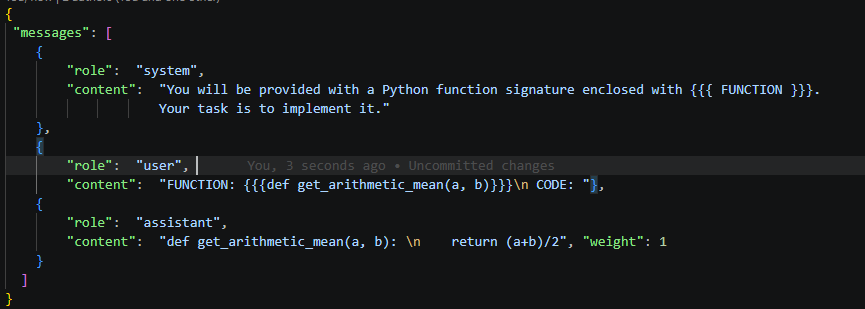 {
"messages": [
{
"role": "system",
"content": "You will be provided with a Python function signature enclosed with {{{ FUNCTION }}}.
Your task is to implement it."
},
{
"role": "user", You, 3 seconds ago • Uncommitted changes
"content": "FUNCTION: {{{def get_arithmetic_mean(a, b)}}}\n CODE: "},
{
"role": "assistant",
"content": "def get_arithmetic_mean(a, b): \n    return (a+b)/2", "weight": 1
}
]
}